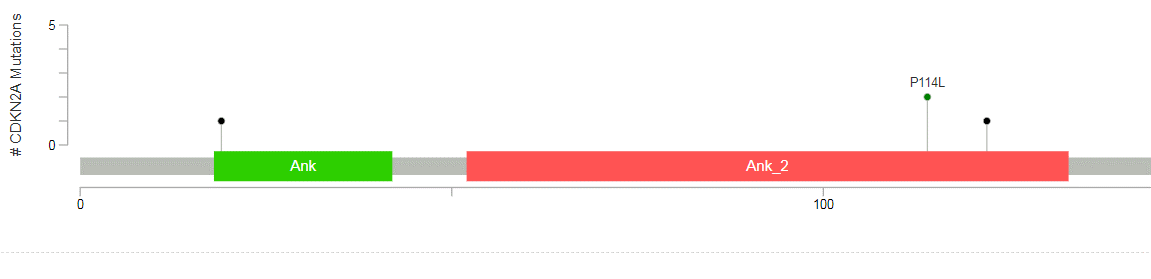 # CDKN2A Mutations
5
0
P114L
Ank
Ank_2
0
100